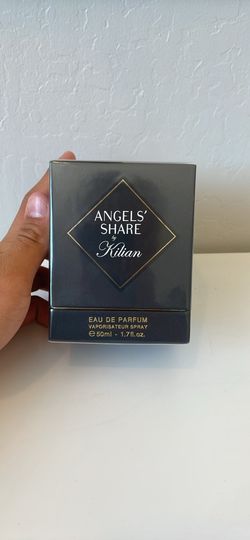 ANGELS'
SHARE
by
Kilian
EAU DE PARFUM
VAPORISATEUR SPRAY
℮50ml - 1.7fl.oz.